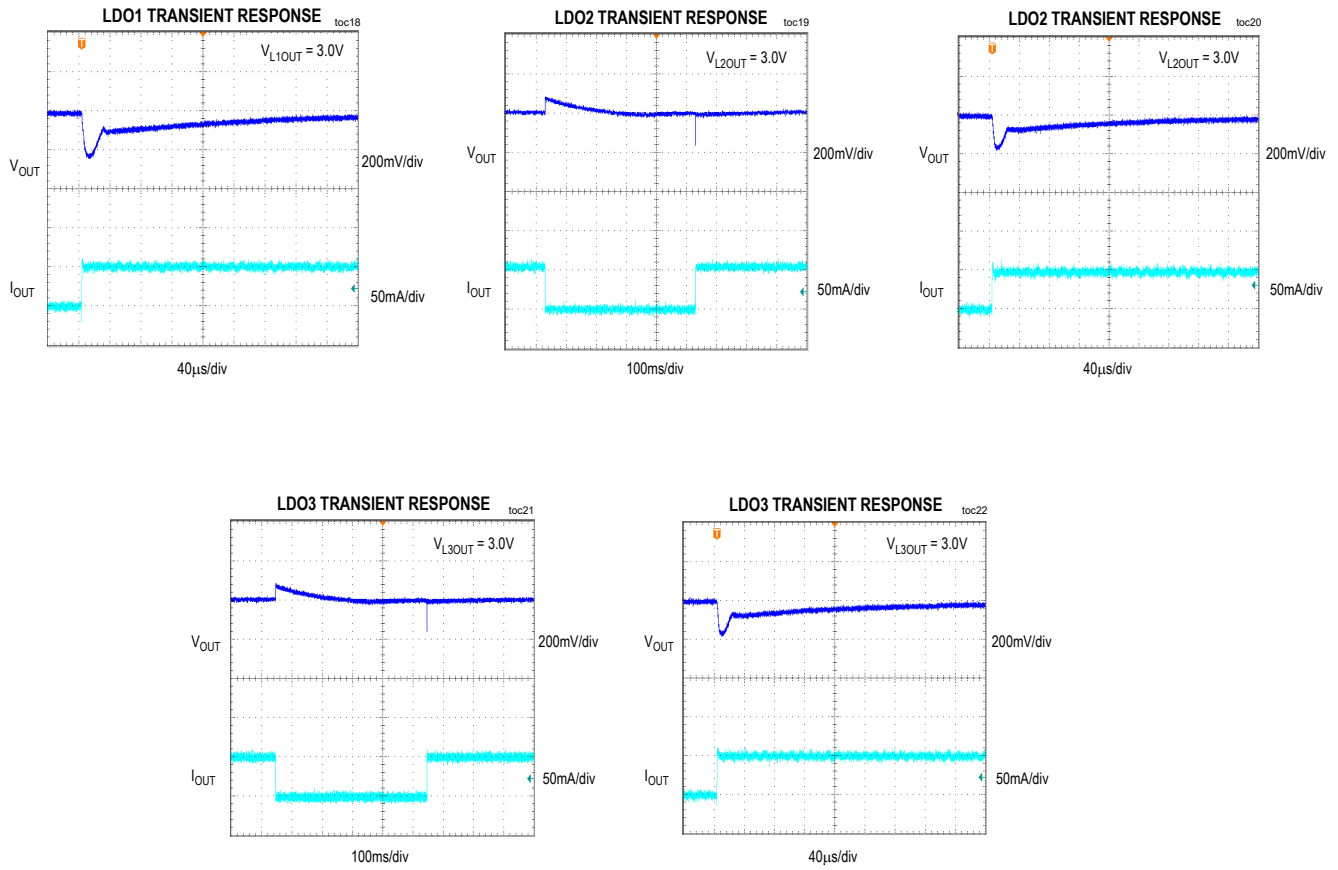 LDO1 TRANSIENT RESPONSE toc18
T
VL1OUT = 3.0V
VOUT
200mV/div
IOUT
50mA/div
40µs/div
LDO2 TRANSIENT RESPONSE toc19
VL2OUT = 3.0V
VOUT
200mV/div
IOUT
50mA/div
100ms/div
LDO2 TRANSIENT RESPONSE toc20
T
VL2OUT = 3.0V
VOUT
200mV/div
IOUT
50mA/div
40µs/div
LDO3 TRANSIENT RESPONSE toc21
VL3OUT = 3.0V
VOUT
200mV/div
IOUT
50mA/div
100ms/div
LDO3 TRANSIENT RESPONSE toc22
T
VL3OUT = 3.0V
VOUT
200mV/div
IOUT
50mA/div
40µs/div